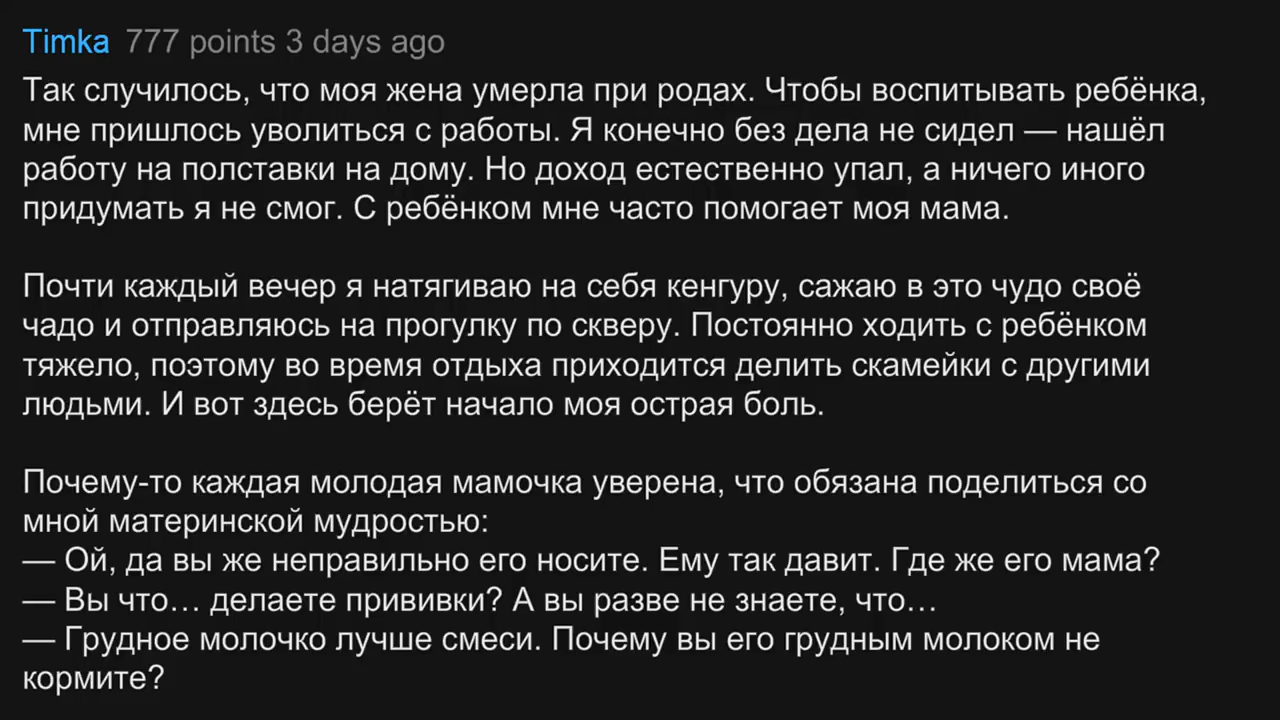 Timka 777 points 3 days ago
Так случилось, что моя жена умерла при родах. Чтобы воспитывать ребёнка,
мне пришлось уволиться с работы. Я конечно без дела не сидел — нашёл
работу на полставки на дому. Но доход естественно упал, а ничего иного
придумать я не смог. С ребёнком мне часто помогает моя мама.
Почти каждый вечер я натягиваю на себя кенгуру, сажаю в это чудо своё
чадо и отправляюсь на прогулку по скверу. Постоянно ходить с ребёнком
тяжело, поэтому во время отдыха приходится делить скамейки с другими
людьми. И вот здесь берёт начало моя острая боль.
Почему-то каждая молодая мамочка уверена, что обязана поделиться со
мной материнской мудростью:
— Ой, да вы же неправильно его носите. Ему так давит. Где же его мама?
— Вы что… делаете прививки? А вы разве не знаете, что…
— Грудное молочко лучше смеси. Почему вы его грудным молоком не
кормите?